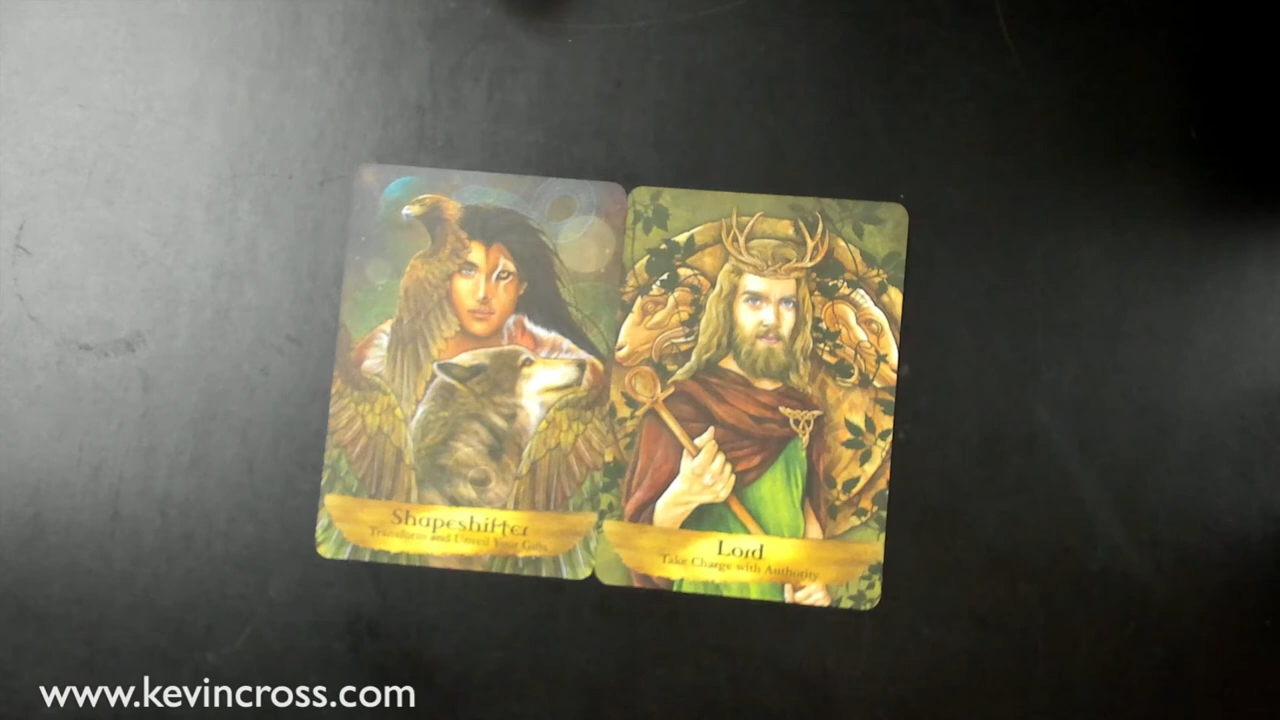 Shapeshifter
Transform and Unveil Your Gifts
Lord
Take Charge with Authority
www.kevincross.com